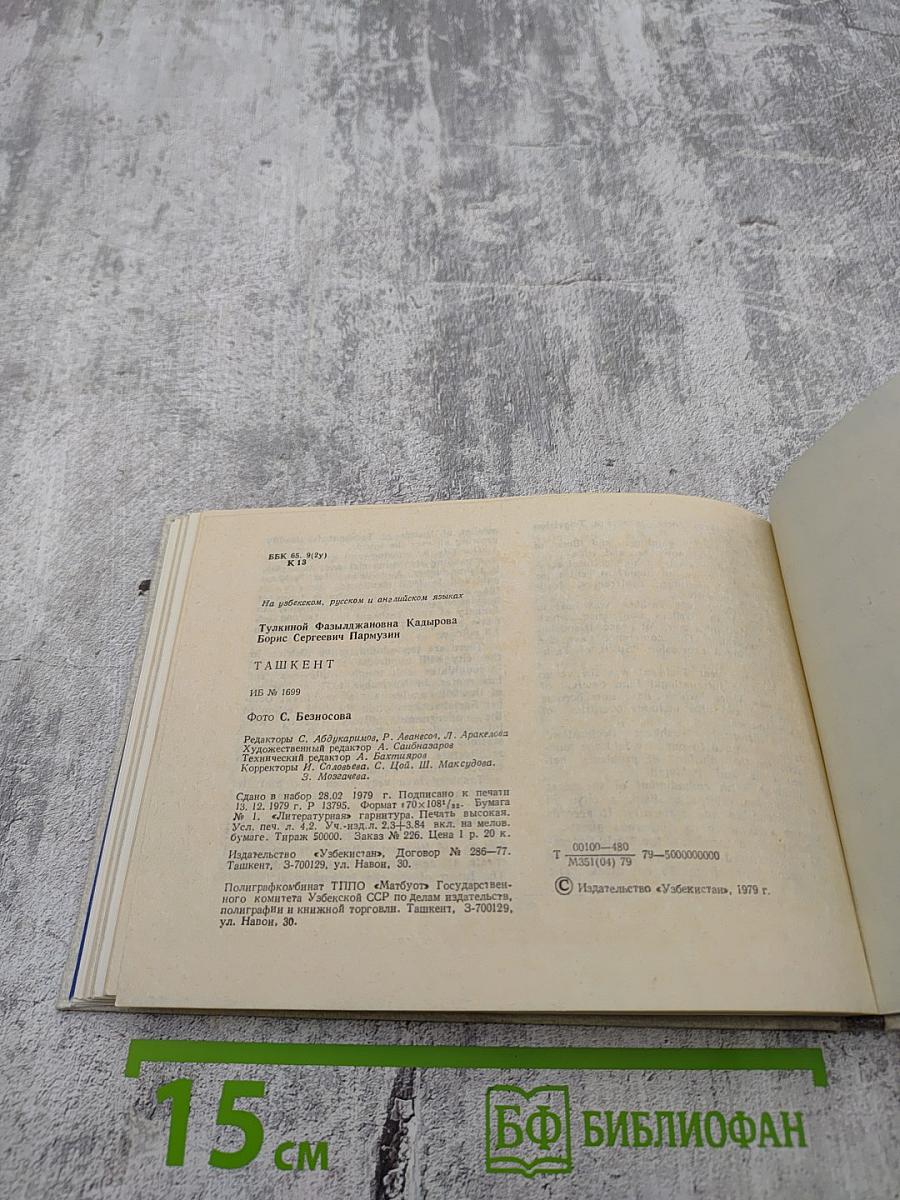 ББК 65. 9(2у)
К 13
На узбекском, русском и английском языках
Тулкиной Фазылджановна Кадырова
Борис Сергеевич Пармузин
ТАШКЕНТ
ИБ № 1699
Фото С. Безносова
Редакторы С. Абдукаримов, Р. Аванесов, Л. Аракелова
Художественный редактор А. Саибназаров
Технический редактор А. Бахтияров
Корректоры И. Соловьева, С. Цой, Ш. Максудова.
З. Мозгачева.
Сдано в набор 28.02 1979 г. Подписано к печати
13. 12. 1979 г. Р 13795. Формат 70×108¹/₃₂. Бумага
№ 1. «Литературная» гарнитура. Печать высокая.
Усл. печ. л. 4,2. Уч.-изд.л. 2,3+3.84 вкл. на мелов.
бумаге. Тираж 50000. Заказ № 226. Цена 1 р. 20 к.
Издательство «Узбекистан», Договор № 286—77.
Ташкент, З-700129, ул. Навои, 30.
Полиграфкомбинат ТППО «Матбуот» Государствен-
ного комитета Узбекской ССР по делам издательств,
полиграфии и книжной торговли. Ташкент, З-700129,
ул. Навои, 30.
Т 00100—480 / М351(04) 79 79—5000000000
© Издательство «Узбекистан», 1979 г.
15 см
БФ БИБЛИОФАН